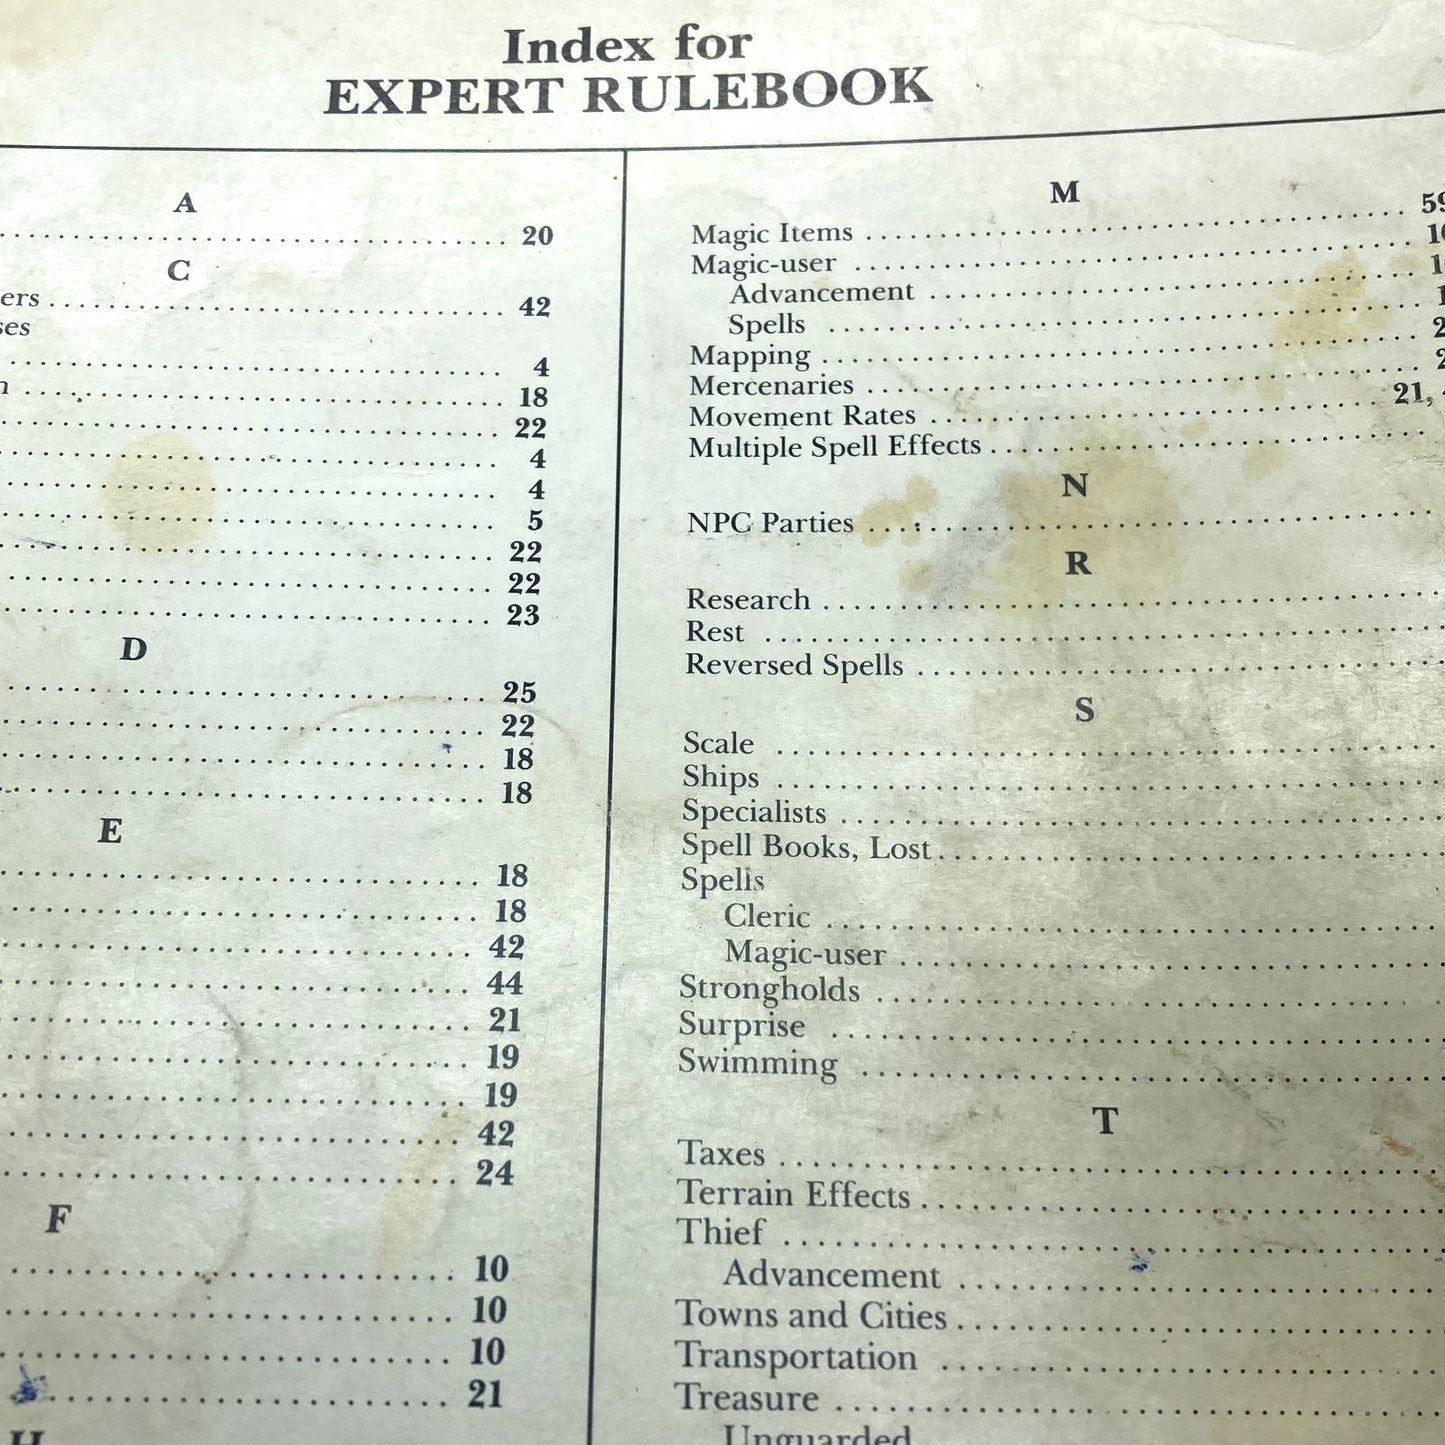 Index for
EXPERT RULEBOOK
A
20
C
ers 42
ses
4
18
22
4
4
5
22
22
23
D
25
22
18
18
E
18
18
42
44
21
19
19
42
24
F
10
10
10
21
H
M
Magic Items 59
Magic-user
Advancement
Spells
Mapping
Mercenaries
Movement Rates 21,
Multiple Spell Effects
N
NPC Parties
R
Research
Rest
Reversed Spells
S
Scale
Ships
Specialists
Spell Books, Lost
Spells
Cleric
Magic-user
Strongholds
Surprise
Swimming
T
Taxes
Terrain Effects
Thief
Advancement
Towns and Cities
Transportation
Treasure
Unguarded